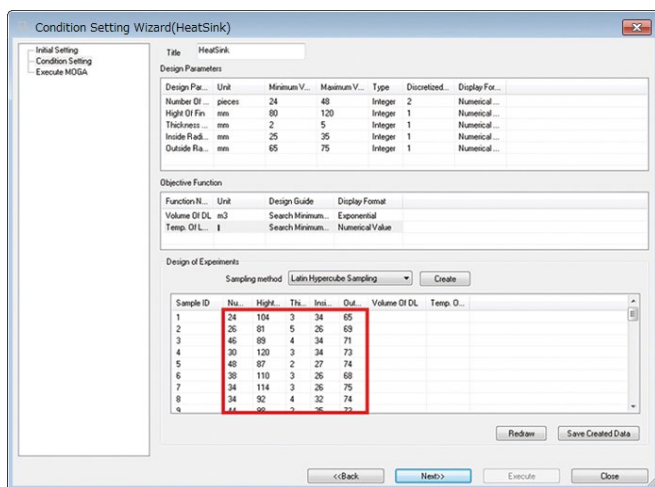 Condition Setting Wizard(HeatSink)
Initial Setting
Condition Setting
Execute MOGA
Title HeatSink
Design Parameters
Design Par... Unit Minimum V... Maximum V... Type Discretized... Display For...
Number Of ... pieces 24 48 Integer 2 Numerical ...
Hight Of Fin mm 80 120 Integer 1 Numerical ...
Thickness ... mm 2 5 Integer 1 Numerical ...
Inside Radi... mm 25 35 Integer 1 Numerical ...
Outside Ra... mm 65 75 Integer 1 Numerical ...
Objective Function
Function N... Unit Design Guide Display Format
Volume Of DL m3 Search Minimum... Exponential
Temp. Of L... Search Minimum... Numerical Value
Design of Experiments
Sampling method Latin Hypercube Sampling Create
Sample ID Nu... Hight... Thi... Insi... Out... Volume Of DL Temp. O...
1 24 104 3 34 65
2 26 81 5 26 69
3 46 89 4 34 71
4 30 120 3 34 73
5 48 87 2 27 74
6 38 110 3 26 68
7 34 114 3 26 75
8 34 92 4 32 74
9 44
Redraw Save Created Data
<<Back Next>> Execute Close